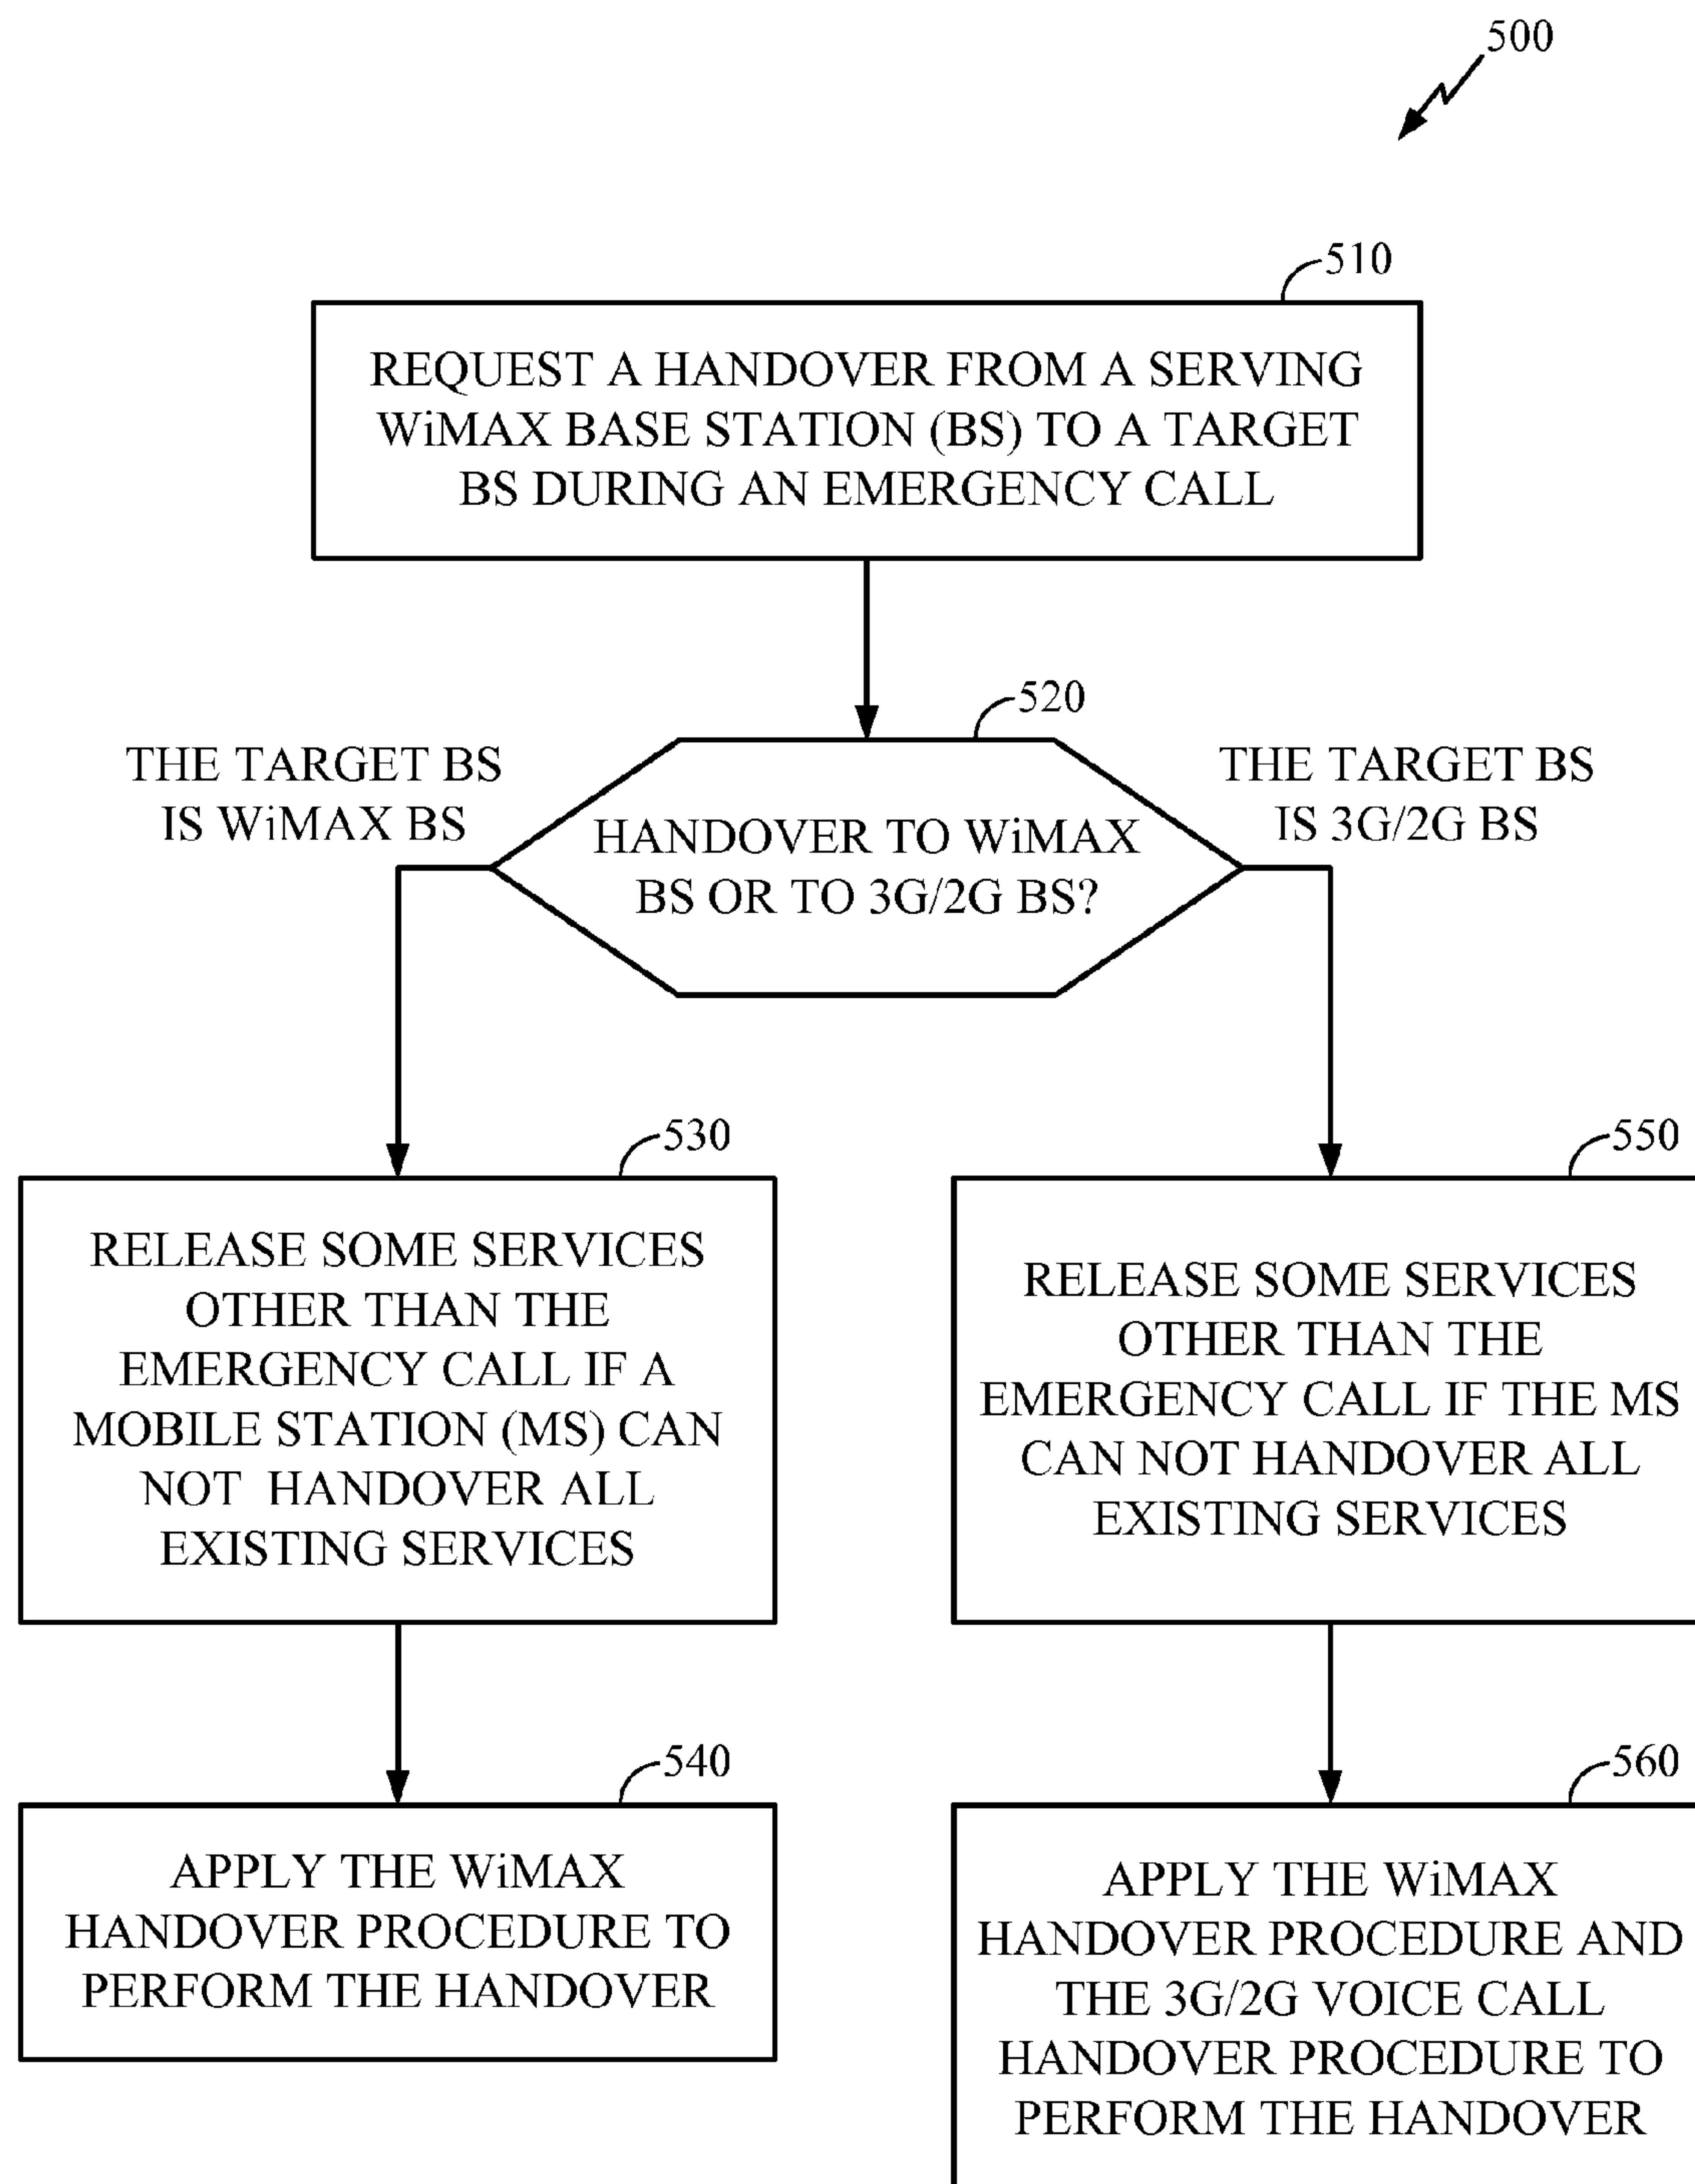 500
510
REQUEST A HANDOVER FROM A SERVING
WiMAX BASE STATION (BS) TO A TARGET
BS DURING AN EMERGENCY CALL
520
THE TARGET BS
IS WiMAX BS
HANDOVER TO WiMAX
BS OR TO 3G/2G BS?
THE TARGET BS
IS 3G/2G BS
530
RELEASE SOME SERVICES
OTHER THAN THE
EMERGENCY CALL IF A
MOBILE STATION (MS) CAN
NOT HANDOVER ALL
EXISTING SERVICES
550
RELEASE SOME SERVICES
OTHER THAN THE
EMERGENCY CALL IF THE MS
CAN NOT HANDOVER ALL
EXISTING SERVICES
540
APPLY THE WiMAX
HANDOVER PROCEDURE TO
PERFORM THE HANDOVER
560
APPLY THE WiMAX
HANDOVER PROCEDURE AND
THE 3G/2G VOICE CALL
HANDOVER PROCEDURE TO
PERFORM THE HANDOVER